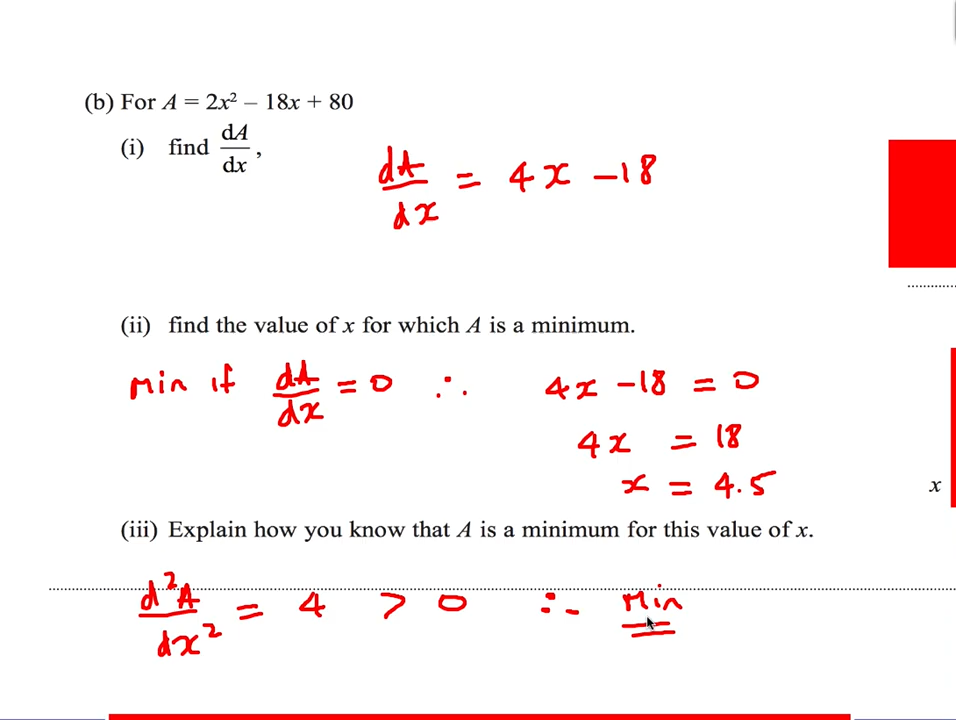 (b) For A = 2x² – 18x + 80
(i) find dA/dx,
dA/dx = 4x – 18
(ii) find the value of x for which A is a minimum.
Min if dA/dx = 0 ∴ 4x – 18 = 0
4x = 18
x = 4.5
x
(iii) Explain how you know that A is a minimum for this value of x.
d²A/dx² = 4 > 0 ∴ Min